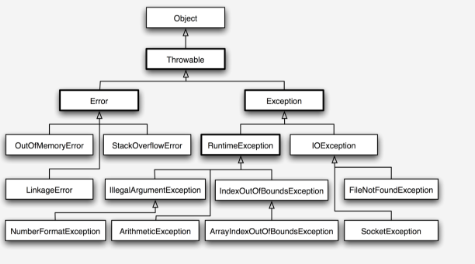 Object
Throwable
Error
Exception
OutOfMemoryError
StackOverflowError
RuntimeException
IOException
LinkageError
IllegalArgumentException
IndexOutOfBoundsException
FileNotFoundException
NumberFormatException
ArithmeticException
ArrayIndexOutOfBoundsException
SocketException